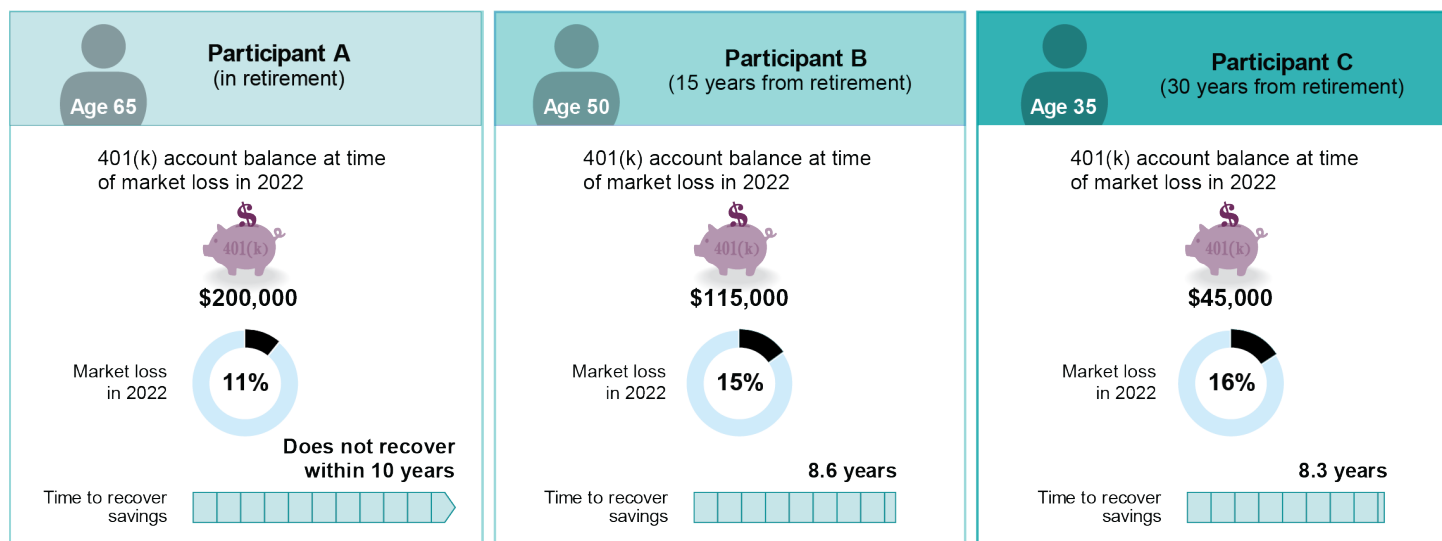 Participant A
(in retirement)
Age 65
401(k) account balance at time
of market loss in 2022
$
401(k)
$200,000
Market loss
in 2022
11%
Does not recover
within 10 years
Time to recover
savings
Participant B
(15 years from retirement)
Age 50
401(k) account balance at time
of market loss in 2022
$
401(k)
$115,000
Market loss
in 2022
15%
8.6 years
Time to recover
savings
Participant C
(30 years from retirement)
Age 35
401(k) account balance at time
of market loss in 2022
$
401(k)
$45,000
Market loss
in 2022
16%
8.3 years
Time to recover
savings